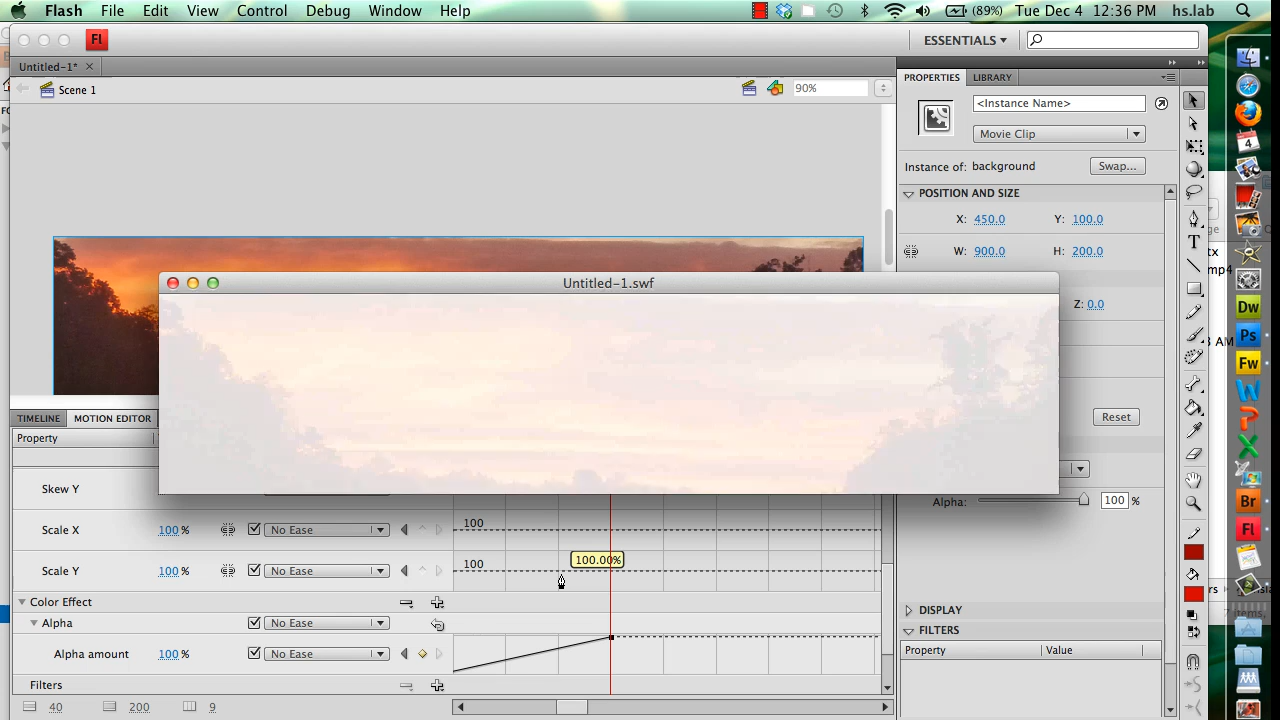 Flash File Edit View Control Debug Window Help (89%) Tue Dec 4 12:36 PM hs.lab
Fl ESSENTIALS
Untitled-1*
Scene 1 90%
PROPERTIES LIBRARY
<Instance Name>
Movie Clip
Instance of: background Swap...
POSITION AND SIZE
X: 450.0 Y: 100.0
W: 900.0 H: 200.0
Z: 0.0
Reset
Alpha: 100 %
DISPLAY
FILTERS
Property Value
Untitled-1.swf
TIMELINE MOTION EDITOR
Property
Skew Y
Scale X 100 % No Ease 100
Scale Y 100 % No Ease 100
100.00%
Color Effect
Alpha No Ease
Alpha amount 100 % No Ease
Filters
40 200 9
4
Dw
Ps
Fw
Br
Fl
tx
mp4
AM